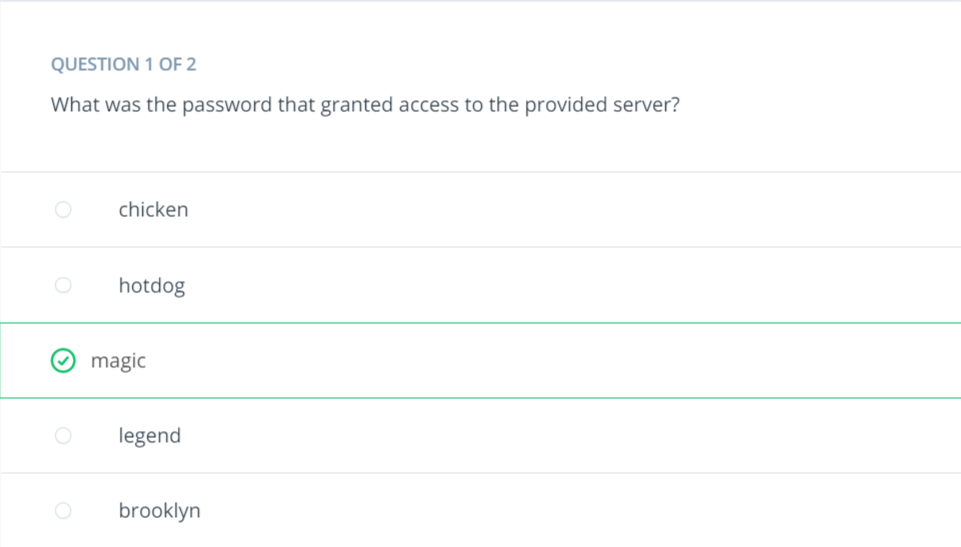 QUESTION 1 OF 2
What was the password that granted access to the provided server?
chicken
hotdog
magic
legend
brooklyn